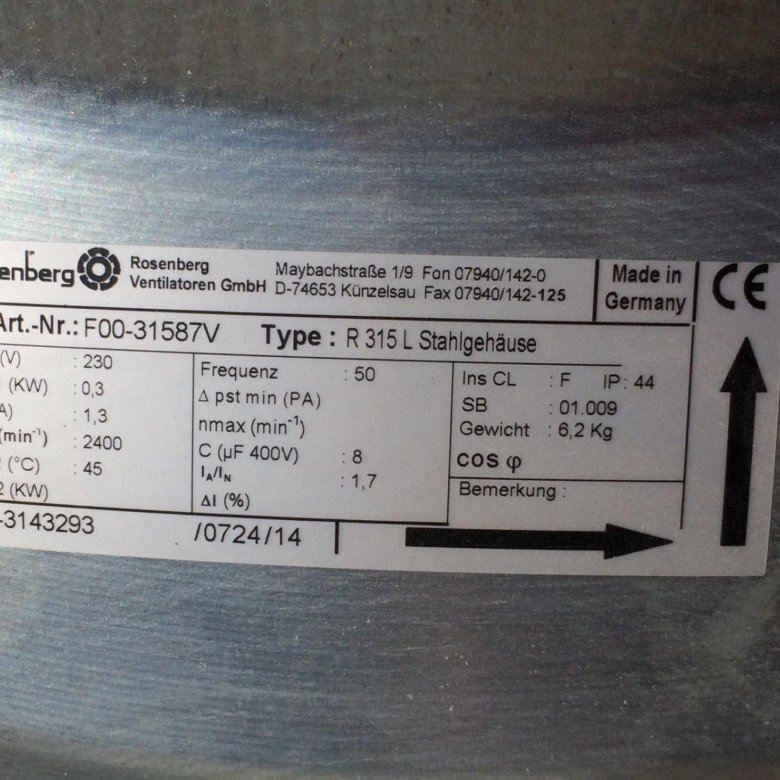 enberg
Rosenberg
Ventilatoren GmbH
Maybachstraße 1/9 Fon 07940/142-0
D-74653 Künzelsau Fax 07940/142-125
Made in
Germany
CE
Art.-Nr.: F00-31587V Type : R 315 L Stahlgehäuse
(V) : 230
(KW) : 0,3
A) : 1,3
(min⁻¹) : 2400
(°C) : 45
2 (KW)
Frequenz : 50
Δ pst min (PA)
nmax (min⁻¹)
C (µF 400V) : 8
I_A/I_N : 1,7
ΔI (%)
Ins CL : F IP : 44
SB : 01.009
Gewicht : 6,2 Kg
cos φ
Bemerkung :
-3143293 /0724/14